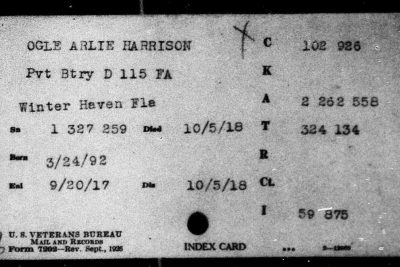 OGLE ARLIE HARRISON X C 102 926
Pvt Btry D 115 FA K
Winter Haven Fla A 2 262 558
Sn 1 327 259 Died 10/5/18 T 324 134
Born 3/24/92 R
Enl 9/20/17 Dis 10/5/18 Ct.
I 59 875
U. S. VETERANS BUREAU
MAIL AND RECORDS
Form 7202—Rev. Sept., 1926 INDEX CARD